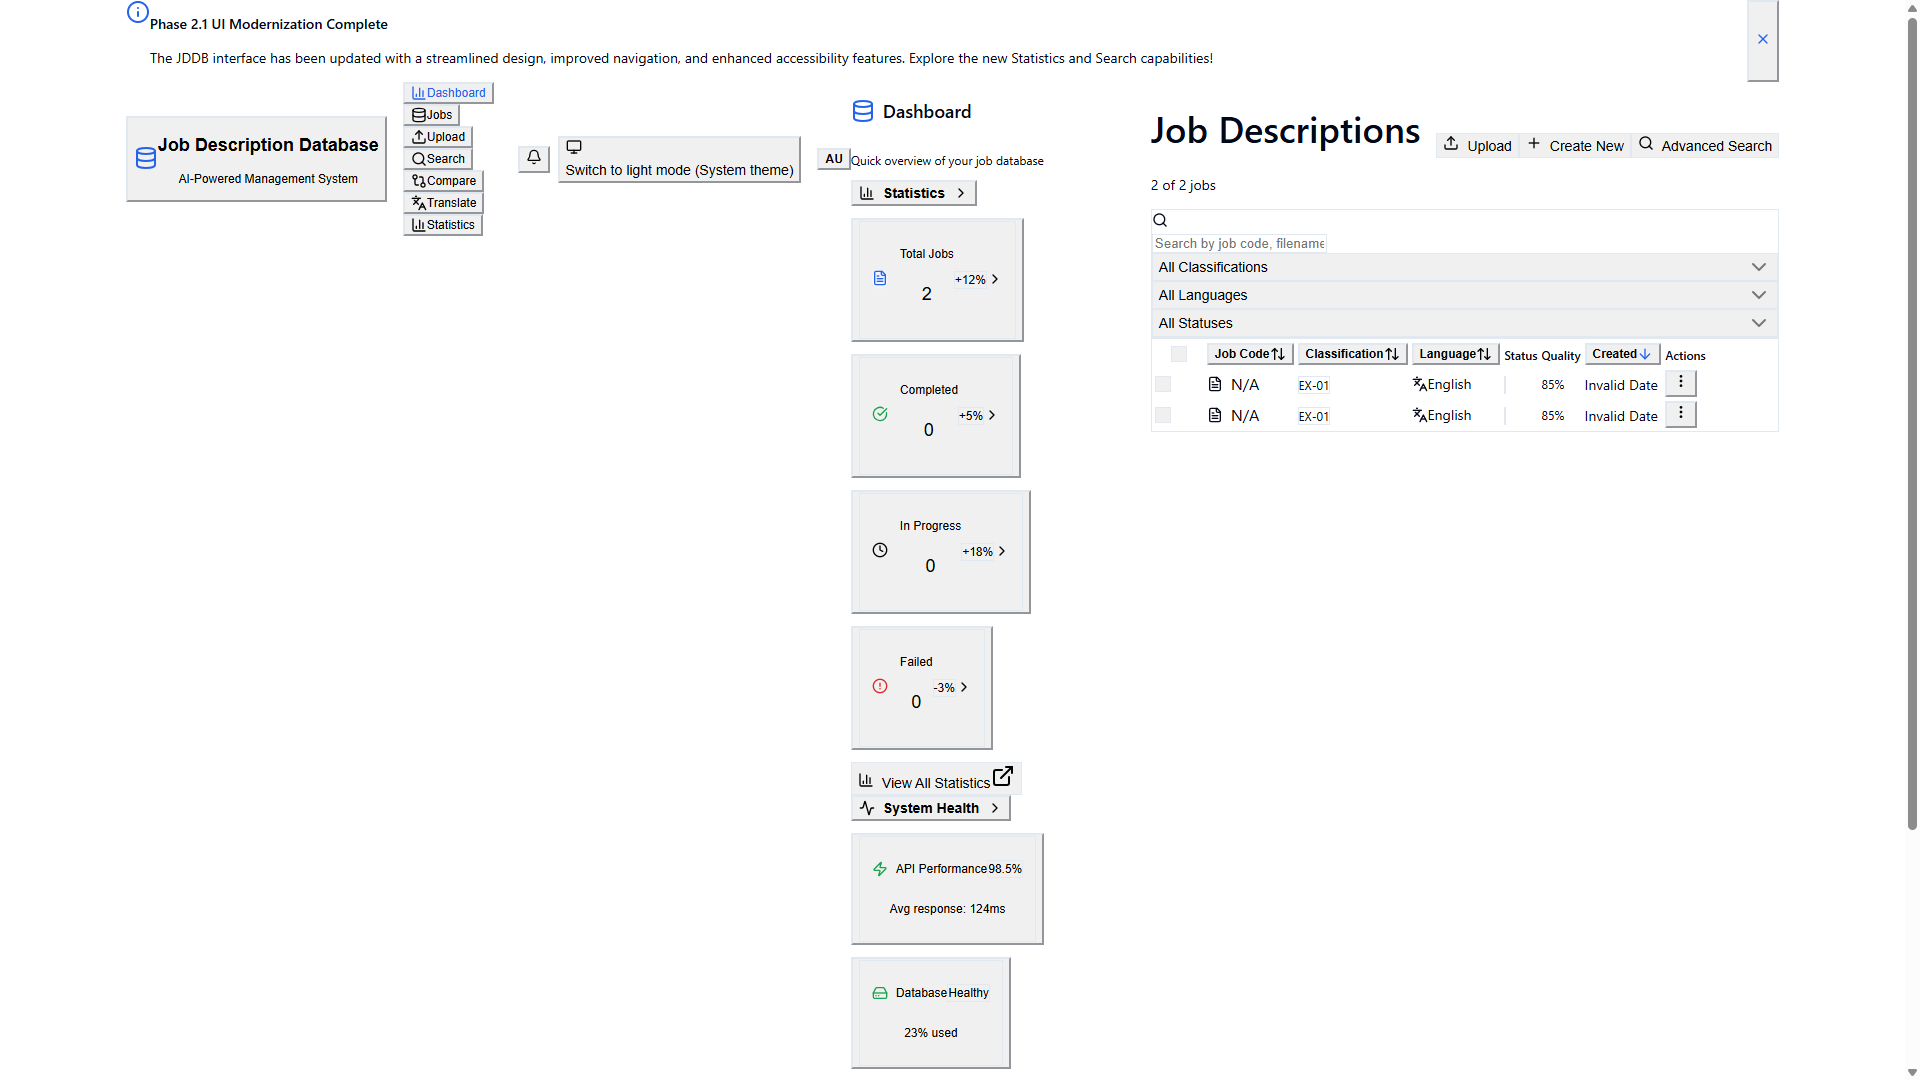 Phase 2.1 UI Modernization Complete
The JDDB interface has been updated with a streamlined design, improved navigation, and enhanced accessibility features. Explore the new Statistics and Search capabilities!
Job Description Database
AI-Powered Management System
Dashboard
Jobs
Upload
Search
Compare
Translate
Statistics
Switch to light mode (System theme)
AU
Dashboard
Quick overview of your job database
Statistics
Total Jobs
2
+12%
Completed
0
+5%
In Progress
0
+18%
Failed
0
-3%
View All Statistics
System Health
API Performance 98.5%
Avg response: 124ms
Database Healthy
23% used
Job Descriptions
Upload
Create New
Advanced Search
2 of 2 jobs
Search by job code, filename
All Classifications
All Languages
All Statuses
Job Code Classification Language Status Quality Created Actions
N/A EX-01 English 85% Invalid Date
N/A EX-01 English 85% Invalid Date